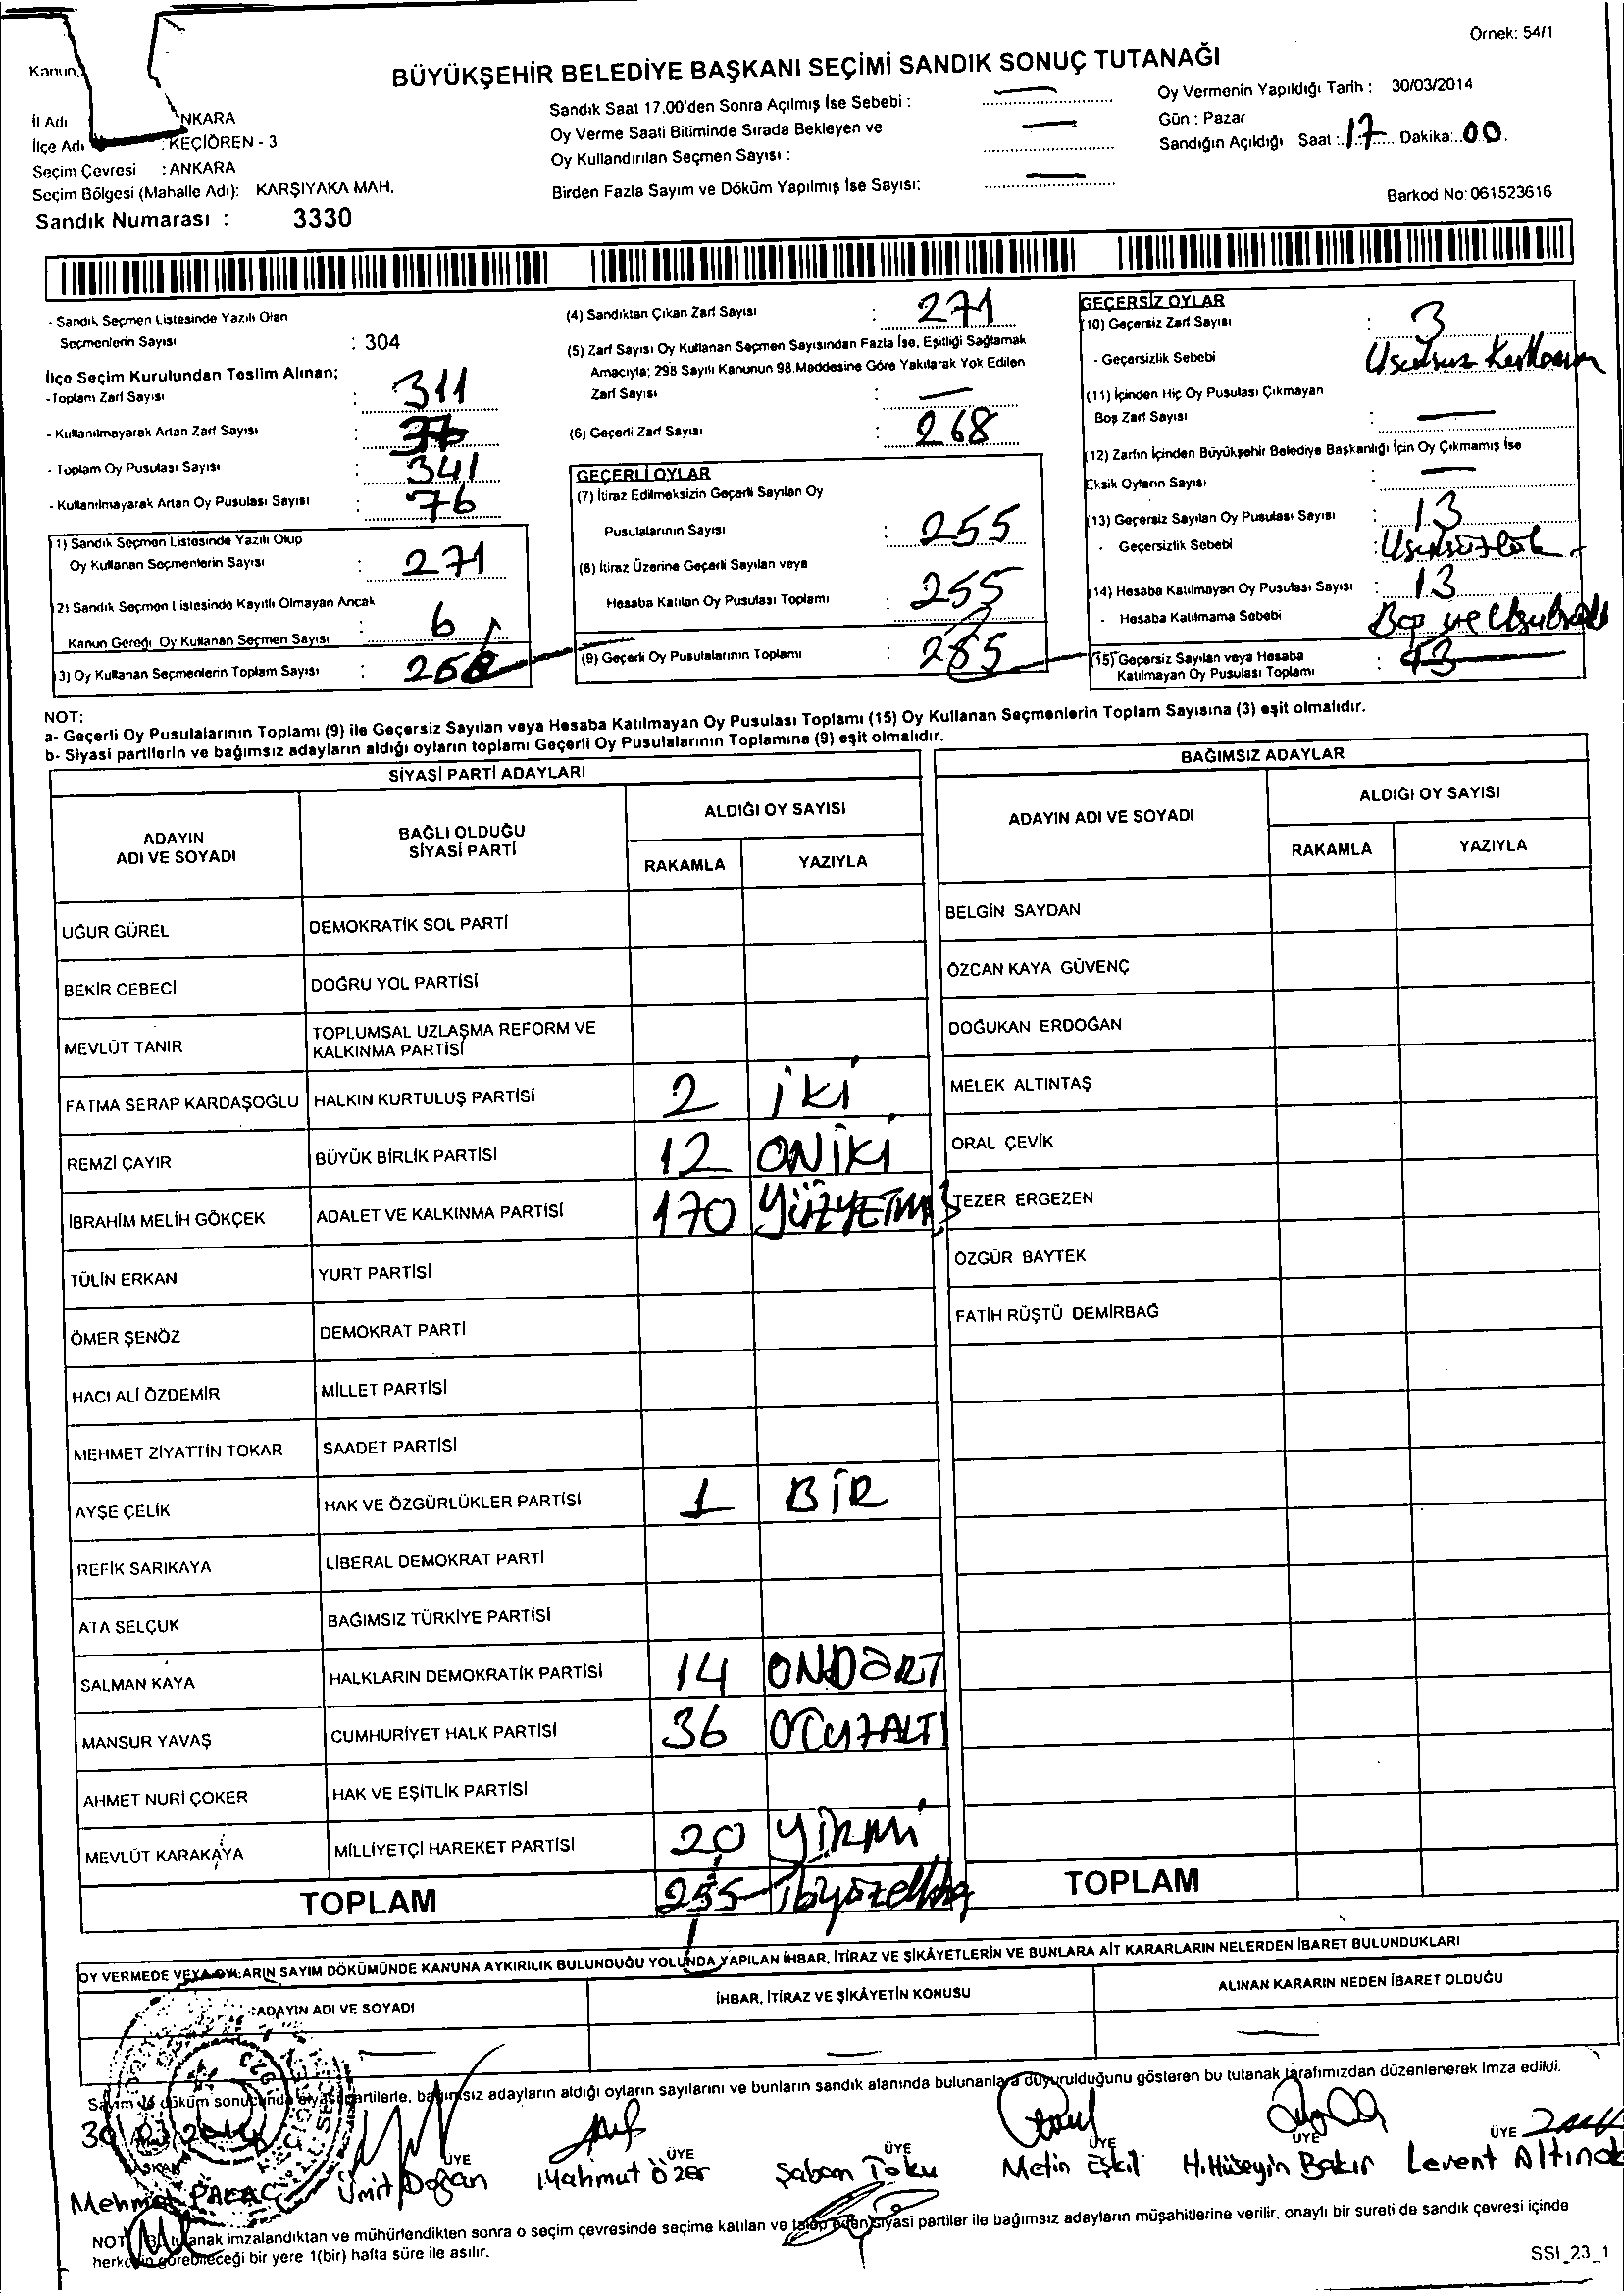 Örnek: 54/1
Kanun
BÜYÜKŞEHİR BELEDİYE BAŞKANI SEÇİMİ SANDIK SONUÇ TUTANAĞI
İl Adı NKARA
İlçe Adı : KEÇİÖREN - 3
Seçim Çevresi : ANKARA
Seçim Bölgesi (Mahalle Adı): KARŞIYAKA MAH.
Sandık Numarası : 3330
Sandık Saat 17.00'den Sonra Açılmış İse Sebebi : —
Oy Verme Saati Bitiminde Sırada Bekleyen ve
Oy Kullandırılan Seçmen Sayısı : —
Birden Fazla Sayım ve Döküm Yapılmış İse Sayısı: —
Oy Vermenin Yapıldığı Tarih : 30/03/2014
Gün : Pazar
Sandığın Açıldığı Saat : 17 Dakika: 00
Barkod No: 061523616
- Sandık Seçmen Listesinde Yazılı Olan
Seçmenlerin Sayısı : 304
İlçe Seçim Kurulundan Teslim Alınan;
- Toplam Zarf Sayısı : 311
- Kullanılmayarak Artan Zarf Sayısı :
- Toplam Oy Pusulası Sayısı : 341
- Kullanılmayarak Artan Oy Pusulası Sayısı : 76
1) Sandık Seçmen Listesinde Yazılı Olup
Oy Kullanan Seçmenlerin Sayısı : 271
2) Sandık Seçmen Listesinde Kayıtlı Olmayan Ancak
Kanun Gereği Oy Kullanan Seçmen Sayısı : 6
3) Oy Kullanan Seçmenlerin Toplam Sayısı : 268
(4) Sandıktan Çıkan Zarf Sayısı : 271
(5) Zarf Sayısı Oy Kullanan Seçmen Sayısından Fazla İse, Eşitliği Sağlamak
Amacıyla; 298 Sayılı Kanunun 98.Maddesine Göre Yakılarak Yok Edilen
Zarf Sayısı : —
(6) Geçerli Zarf Sayısı : 268
GEÇERLİ OYLAR
(7) İtiraz Edilmeksizin Geçerli Sayılan Oy
Pusulalarının Sayısı : 255
(8) İtiraz Üzerine Geçerli Sayılan veya
Hesaba Katılan Oy Pusulası Toplamı : 255
(9) Geçerli Oy Pusulalarının Toplamı : 255
GEÇERSİZ OYLAR
(10) Geçersiz Zarf Sayısı : 3
- Geçersizlik Sebebi Usulsuz
(11) İçinden Hiç Oy Pusulası Çıkmayan
Boş Zarf Sayısı : —
(12) Zarfın İçinden Büyükşehir Belediye Başkanlığı İçin Oy Çıkmamış İse
Eksik Oyların Sayısı : —
(13) Geçersiz Sayılan Oy Pusulası Sayısı : 13
- Geçersizlik Sebebi : Usulsüzlük
(14) Hesaba Katılmayan Oy Pusulası Sayısı : 13
- Hesaba Katılmama Sebebi
(15) Geçersiz Sayılan veya Hesaba
Katılmayan Oy Pusulası Toplamı : 13
NOT:
a- Geçerli Oy Pusulalarının Toplamı (9) ile Geçersiz Sayılan veya Hesaba Katılmayan Oy Pusulası Toplamı (15) Oy Kullanan Seçmenlerin Toplam Sayısına (3) eşit olmalıdır.
b- Siyasi partilerin ve bağımsız adayların aldığı oyların toplamı Geçerli Oy Pusulalarının Toplamına (9) eşit olmalıdır.
SİYASİ PARTİ ADAYLARI
ADAYIN ADI VE SOYADI BAĞLI OLDUĞU SİYASİ PARTİ ALDIĞI OY SAYISI
RAKAMLA YAZIYLA
UĞUR GÜREL DEMOKRATİK SOL PARTİ
BEKİR CEBECİ DOĞRU YOL PARTİSİ
MEVLÜT TANIR TOPLUMSAL UZLAŞMA REFORM VE KALKINMA PARTİSİ
FATMA SERAP KARDAŞOĞLU HALKIN KURTULUŞ PARTİSİ 2 İKİ
REMZİ ÇAYIR BÜYÜK BİRLİK PARTİSİ 12 ONİKİ
İBRAHİM MELİH GÖKÇEK ADALET VE KALKINMA PARTİSİ 170 YÜZYETMİŞ
TÜLİN ERKAN YURT PARTİSİ
ÖMER ŞENÖZ DEMOKRAT PARTİ
HACI ALİ ÖZDEMİR MİLLET PARTİSİ
MEHMET ZİYATTİN TOKAR SAADET PARTİSİ
AYŞE ÇELİK HAK VE ÖZGÜRLÜKLER PARTİSİ 1 BİR
REFİK SARIKAYA LİBERAL DEMOKRAT PARTİ
ATA SELÇUK BAĞIMSIZ TÜRKİYE PARTİSİ
SALMAN KAYA HALKLARIN DEMOKRATİK PARTİSİ 14 ONDÖRT
MANSUR YAVAŞ CUMHURİYET HALK PARTİSİ 36 OTUZALTI
AHMET NURİ ÇOKER HAK VE EŞİTLİK PARTİSİ
MEVLÜT KARAKAYA MİLLİYETÇİ HAREKET PARTİSİ 20 YİRMİ
TOPLAM 255 ikiyüzellibeş
BAĞIMSIZ ADAYLAR
ADAYIN ADI VE SOYADI ALDIĞI OY SAYISI
RAKAMLA YAZIYLA
BELGİN SAYDAN
ÖZCAN KAYA GÜVENÇ
DOĞUKAN ERDOĞAN
MELEK ALTINTAŞ
ORAL ÇEVİK
TEZER ERGEZEN
ÖZGÜR BAYTEK
FATİH RÜŞTÜ DEMİRBAĞ
TOPLAM
OY VERMEDE VEYA OYLARIN SAYIM DÖKÜMÜNDE KANUNA AYKIRILIK BULUNDUĞU YOLUNDA YAPILAN İHBAR, İTİRAZ VE ŞİKÂYETLERİN VE BUNLARA AİT KARARLARIN NELERDEN İBARET BULUNDUKLARI
ADAYIN ADI VE SOYADI İHBAR, İTİRAZ VE ŞİKÂYETİN KONUSU ALINAN KARARIN NEDEN İBARET OLDUĞU
— — —
Sayım ve döküm sonucunda siyasi partilerle, bağımsız adayların aldığı oyların sayılarını ve bunların sandık alanında bulunanlara duyurulduğunu gösteren bu tutanak tarafımızdan düzenlenerek imza edildi.
30/03/2014
BAŞKAN ÜYE ÜYE ÜYE ÜYE ÜYE ÜYE
Mehmet Ümit Doğan Mahmut Özer Şaban Toku Metin Eşkil H.Hüseyin Bakır Levent
NOT: Bu tutanak imzalandıktan ve mühürlendikten sonra o seçim çevresinde seçime katılan ve talep eden siyasi partiler ile bağımsız adayların müşahitlerine verilir, onaylı bir sureti de sandık çevresi içinde
herkesin görebileceği bir yere 1(bir) hafta süre ile asılır.
SSI_23_1